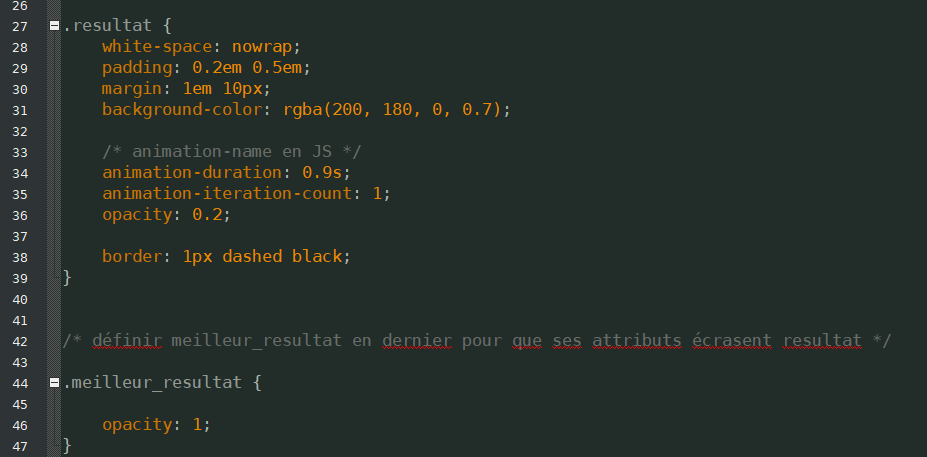 26
27 .resultat {
28 white-space: nowrap;
29 padding: 0.2em 0.5em;
30 margin: 1em 10px;
31 background-color: rgba(200, 180, 0, 0.7);
32
33 /* animation-name en JS */
34 animation-duration: 0.9s;
35 animation-iteration-count: 1;
36 opacity: 0.2;
37
38 border: 1px dashed black;
39 }
40
41
42 /* définir meilleur_resultat en dernier pour que ses attributs écrasent resultat */
43
44 .meilleur_resultat {
45
46 opacity: 1;
47 }